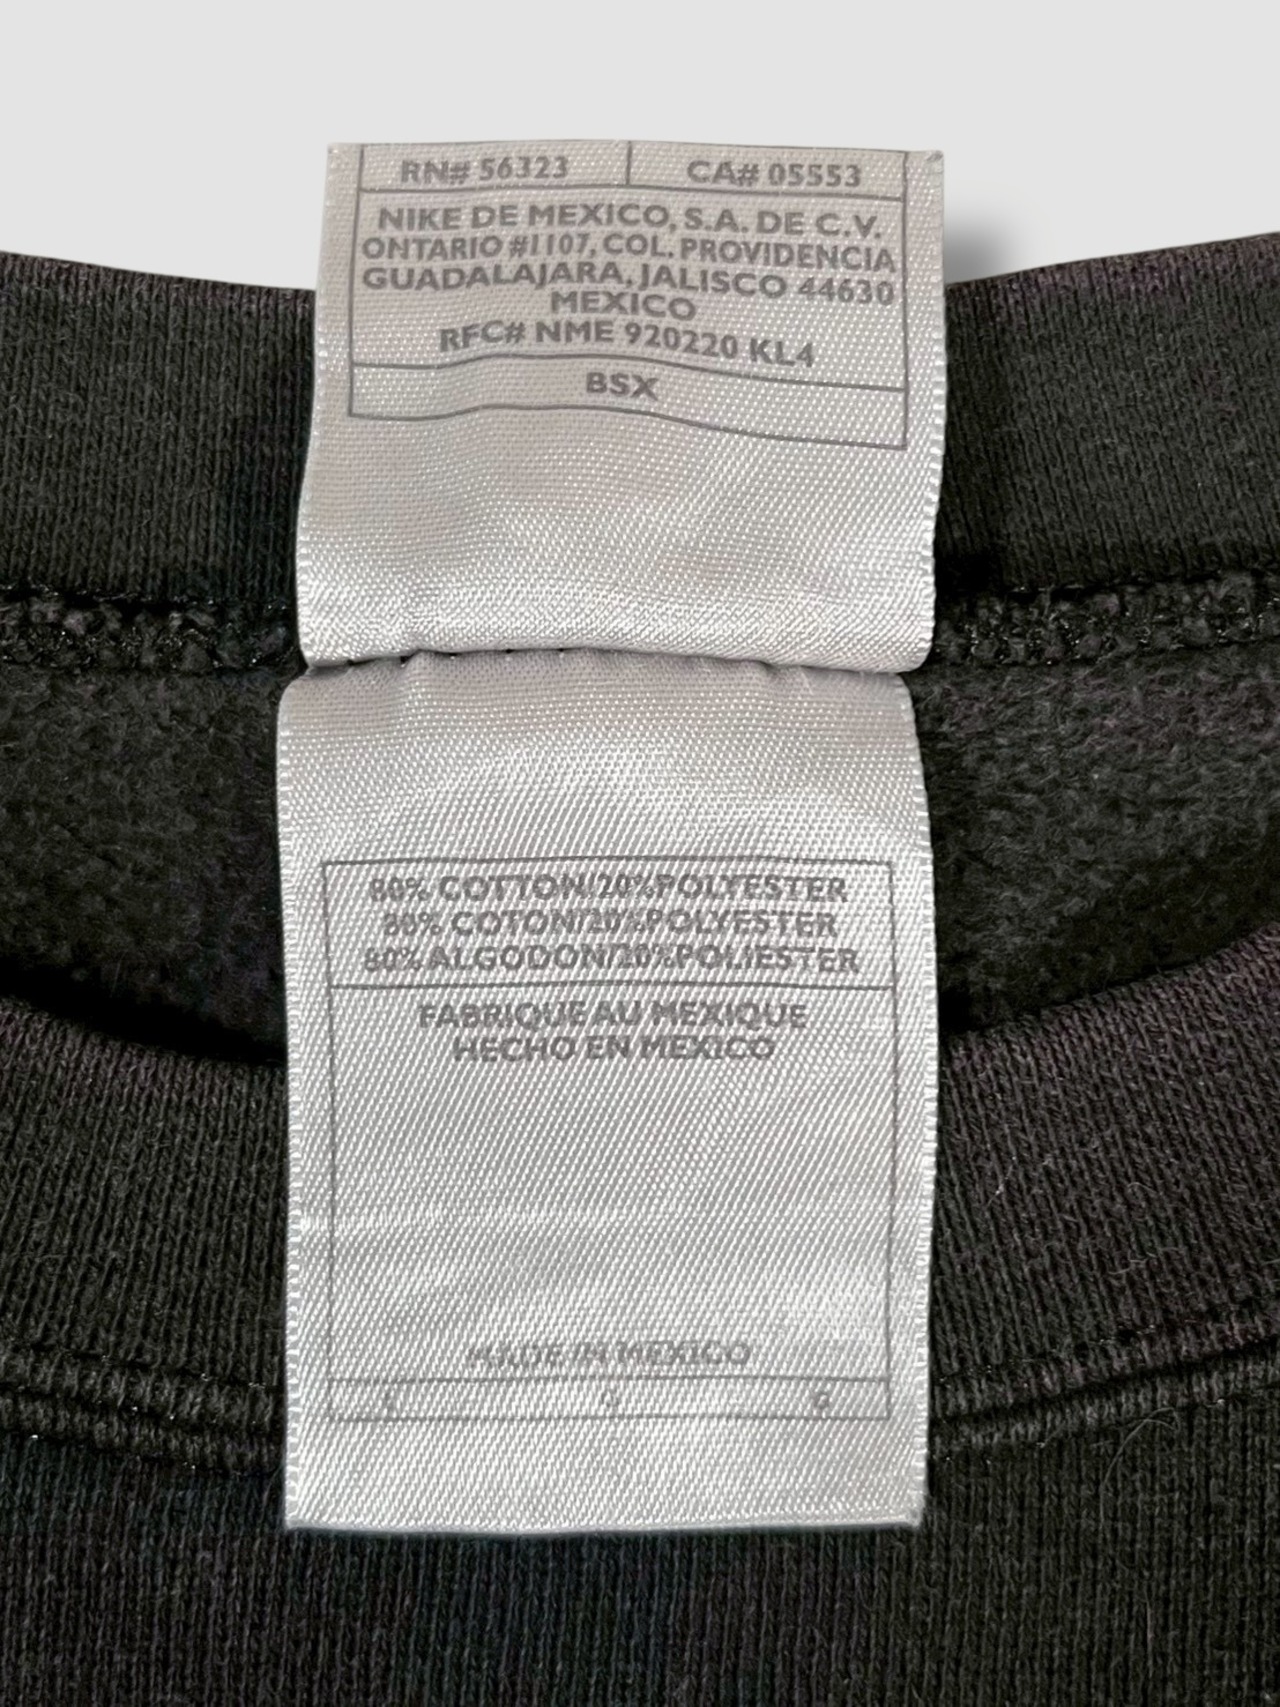 RN# 56323 CA# 05553
NIKE DE MEXICO, S.A. DE C.V.
ONTARIO #1107, COL. PROVIDENCIA
GUADALAJARA, JALISCO 44630
MEXICO
RFC# NME 920220 KL4
BSX
80% COTTON/20%POLYESTER
80% COTON/20%POLYESTER
80% ALGODON/20%POLIESTER
FABRIQUE AU MEXIQUE
HECHO EN MEXICO
MADE IN MEXICO